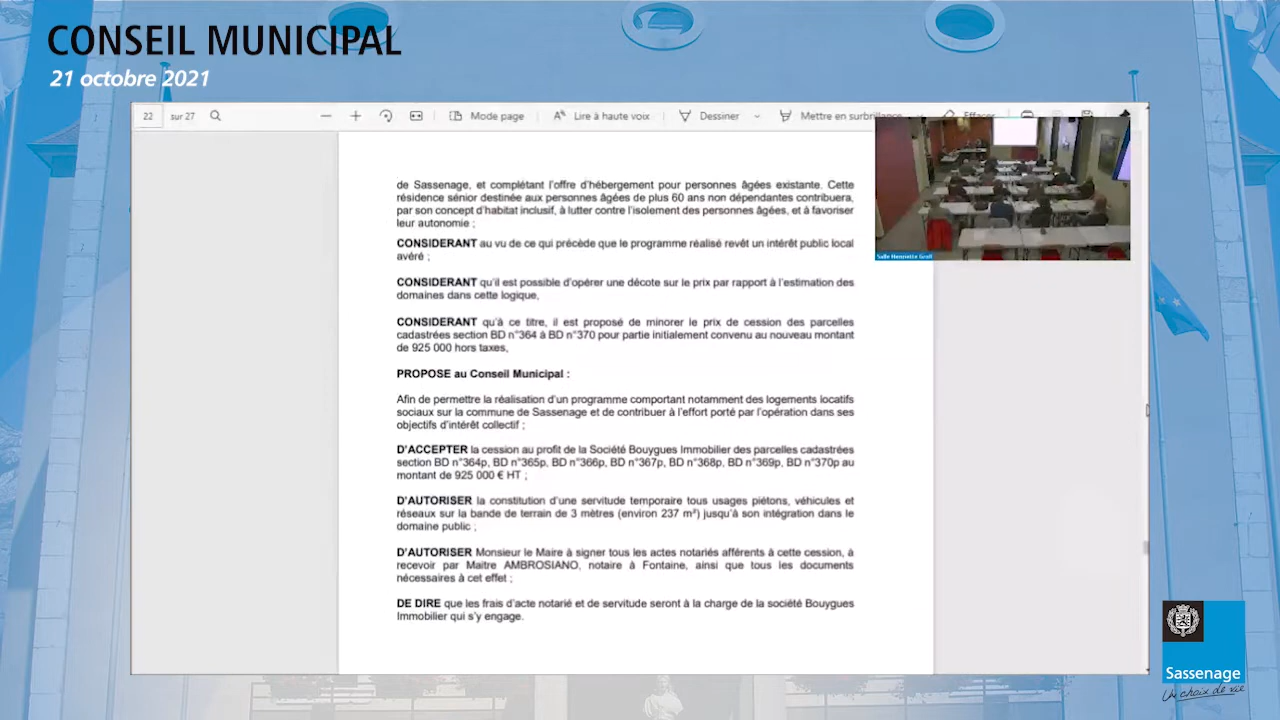 CONSEIL MUNICIPAL
21 octobre 2021
22 sur 27 Mode page Lire à haute voix Dessiner Mettre en surbrillance Effacer
de Sassenage, et complétant l'offre d'hébergement pour personnes âgées existante. Cette
résidence sénior destinée aux personnes âgées de plus 60 ans non dépendantes contribuera,
par son concept d'habitat inclusif, à lutter contre l'isolement des personnes âgées, et à favoriser
leur autonomie ;
CONSIDERANT au vu de ce qui précède que le programme réalisé revêt un intérêt public local
avéré ;
CONSIDERANT qu'il est possible d'opérer une décote sur le prix par rapport à l'estimation des
domaines dans cette logique,
CONSIDERANT qu'à ce titre, il est proposé de minorer le prix de cession des parcelles
cadastrées section BD n°364 à BD n°370 pour partie initialement convenu au nouveau montant
de 925 000 hors taxes,
PROPOSE au Conseil Municipal :
Afin de permettre la réalisation d'un programme comportant notamment des logements locatifs
sociaux sur la commune de Sassenage et de contribuer à l'effort porté par l'opération dans ses
objectifs d'intérêt collectif ;
D'ACCEPTER la cession au profit de la Société Bouygues Immobilier des parcelles cadastrées
section BD n°364p, BD n°365p, BD n°366p, BD n°367p, BD n°368p, BD n°369p, BD n°370p au
montant de 925 000 € HT ;
D'AUTORISER la constitution d'une servitude temporaire tous usages piétons, véhicules et
réseaux sur la bande de terrain de 3 mètres (environ 237 m²) jusqu'à son intégration dans le
domaine public ;
D'AUTORISER Monsieur le Maire à signer tous les actes notariés afférents à cette cession, à
recevoir par Maitre AMBROSIANO, notaire à Fontaine, ainsi que tous les documents
nécessaires à cet effet ;
DE DIRE que les frais d'acte notarié et de servitude seront à la charge de la société Bouygues
Immobilier qui s'y engage.
Salle Henriette Groll
Sassenage
Un choix de vie